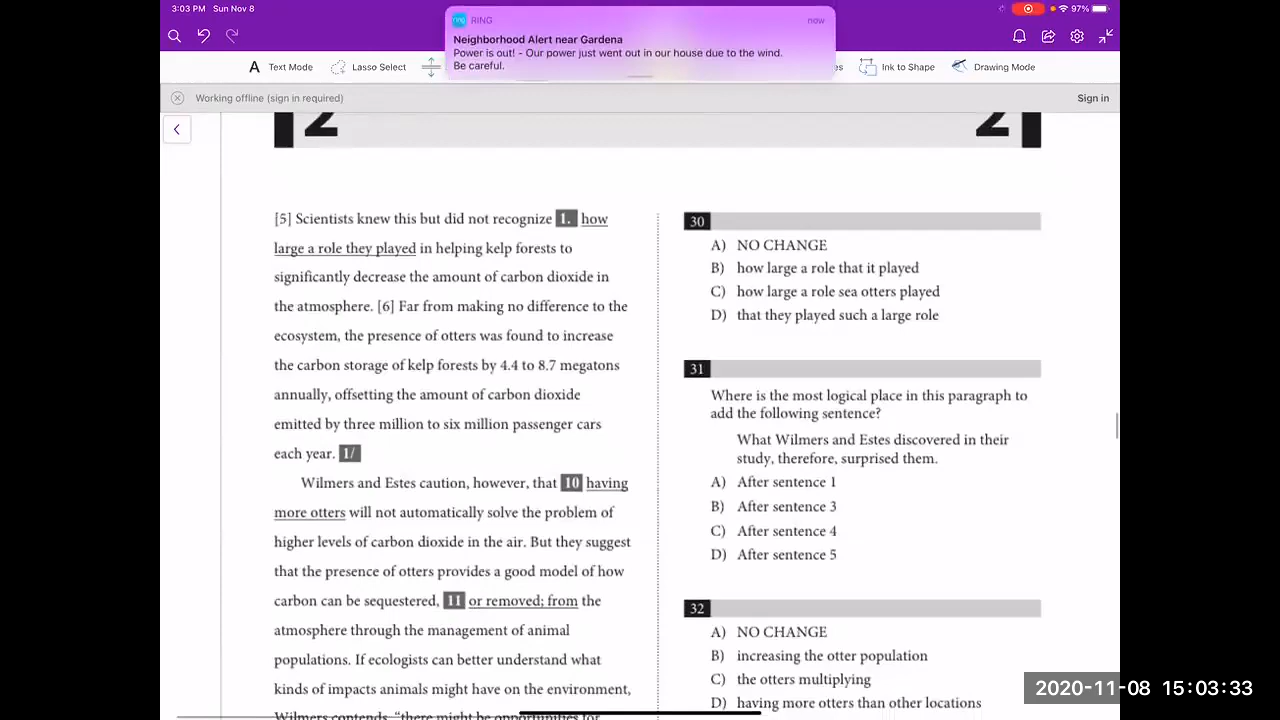 3:03 PM Sun Nov 8
97%
ring RING now
Neighborhood Alert near Gardena
Power is out! - Our power just went out in our house due to the wind.
Be careful.
Text Mode
Lasso Select
Ink to Shape
Drawing Mode
Working offline (sign in required)
Sign in
2 2
[5] Scientists knew this but did not recognize 1. how
large a role they played in helping kelp forests to
significantly decrease the amount of carbon dioxide in
the atmosphere. [6] Far from making no difference to the
ecosystem, the presence of otters was found to increase
the carbon storage of kelp forests by 4.4 to 8.7 megatons
annually, offsetting the amount of carbon dioxide
emitted by three million to six million passenger cars
each year. 1/
Wilmers and Estes caution, however, that 10 having
more otters will not automatically solve the problem of
higher levels of carbon dioxide in the air. But they suggest
that the presence of otters provides a good model of how
carbon can be sequestered, 11 or removed; from the
atmosphere through the management of animal
populations. If ecologists can better understand what
kinds of impacts animals might have on the environment,
Wilmers contends, “there might be opportunities for
30
A) NO CHANGE
B) how large a role that it played
C) how large a role sea otters played
D) that they played such a large role
31
Where is the most logical place in this paragraph to
add the following sentence?
What Wilmers and Estes discovered in their
study, therefore, surprised them.
A) After sentence 1
B) After sentence 3
C) After sentence 4
D) After sentence 5
32
A) NO CHANGE
B) increasing the otter population
C) the otters multiplying
D) having more otters than other locations
2020-11-08 15:03:33